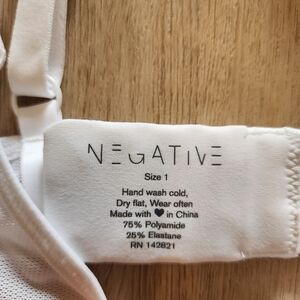 NEGATIVE
Size 1
Hand wash cold,
Dry flat, Wear often
Made with ♥ in China
75% Polyamide
25% Elastane
RN 142821